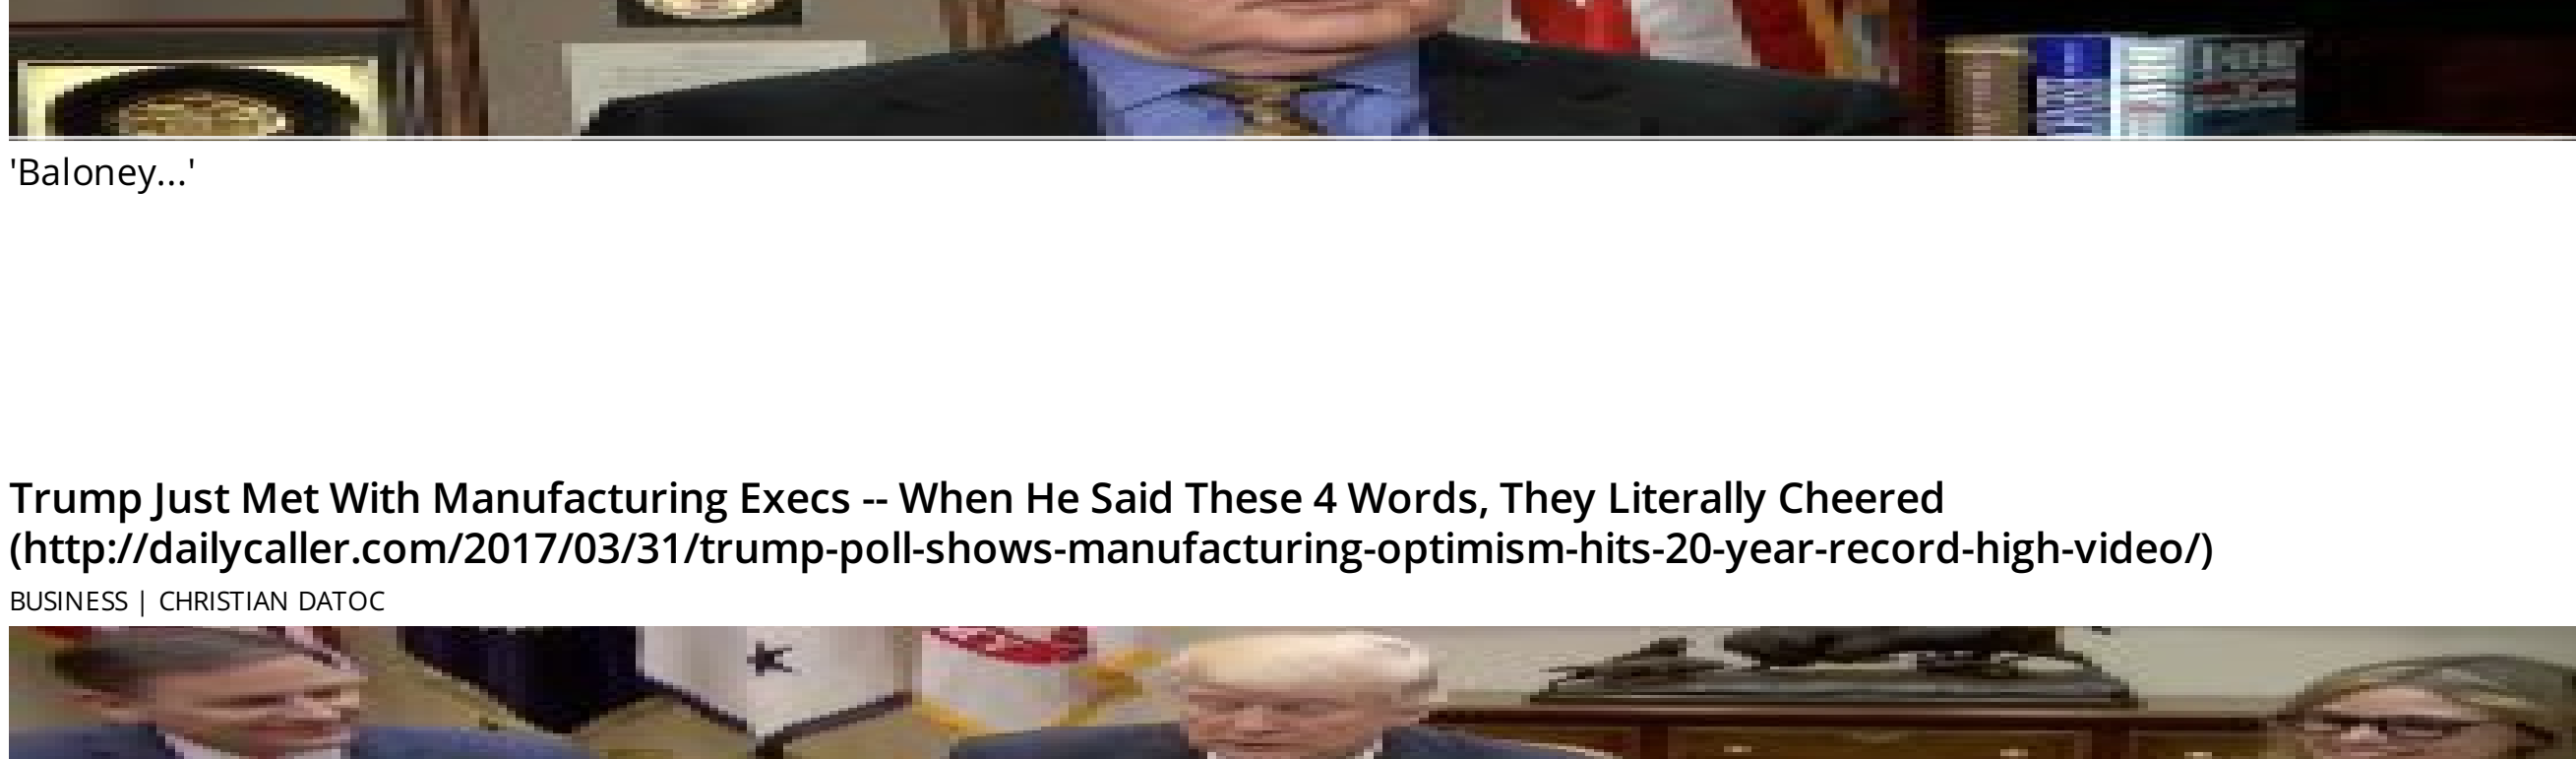 'Baloney...'
Trump Just Met With Manufacturing Execs -- When He Said These 4 Words, They Literally Cheered
(http://dailycaller.com/2017/03/31/trump-poll-shows-manufacturing-optimism-hits-20-year-record-high-video/)
BUSINESS | CHRISTIAN DATOC